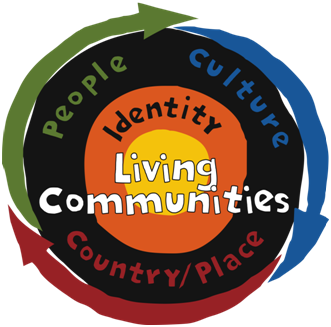 People
Culture
Identity
Living
Communities
Country/Place